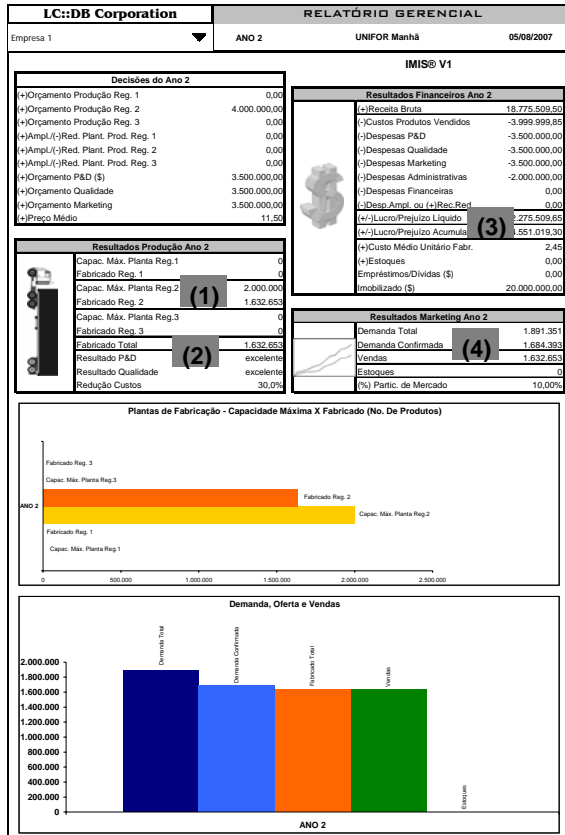 LC::DB Corporation
RELATÓRIO GERENCIAL
Empresa 1
ANO 2
UNIFOR Manhã
05/08/2007
IMIS® V1
Decisões do Ano 2
(+)Orçamento Produção Reg. 1 0,00
(+)Orçamento Produção Reg. 2 4.000.000,00
(+)Orçamento Produção Reg. 3 0,00
(+)Ampl./(-)Red. Plant. Prod. Reg. 1 0,00
(+)Ampl./(-)Red. Plant. Prod. Reg. 2 0,00
(+)Ampl./(-)Red. Plant. Prod. Reg. 3 0,00
(+)Orçamento P&D ($) 3.500.000,00
(+)Orçamento Qualidade 3.500.000,00
(+)Orçamento Marketing 3.500.000,00
(+)Preço Médio 11,50
Resultados Financeiros Ano 2
(+)Receita Bruta 18.775.509,50
(-)Custos Produtos Vendidos -3.999.999,85
(-)Despesas P&D -3.500.000,00
(-)Despesas Qualidade -3.500.000,00
(-)Despesas Marketing -3.500.000,00
(-)Despesas Administrativas -2.000.000,00
(-)Despesas Financeiras 0,00
(-)Desp.Ampl. ou (+)Rec.Red 0,00
(+/-)Lucro/Prejuízo Líquido 2.275.509,65
(+/-)Lucro/Prejuízo Acumula (3) .551.019,30
(+)Custo Médio Unitário Fabr. 2,45
(+)Estoques 0,00
Empréstimos/Dívidas ($) 0,00
Imobilizado ($) 20.000.000,00
Resultados Produção Ano 2
Capac. Máx. Planta Reg.1 0
Fabricado Reg. 1 0
Capac. Máx. Planta Reg.2 (1) 2.000.000
Fabricado Reg. 2 1.632.653
Capac. Máx. Planta Reg.3 0
Fabricado Reg. 3 0
Fabricado Total (2) 1.632.653
Resultado P&D excelente
Resultado Qualidade excelente
Redução Custos 30,0%
Resultados Marketing Ano 2
Demanda Total 1.891.351
Demanda Confirmada (4) 1.684.393
Vendas 1.632.653
Estoques 0
(%) Partic. de Mercado 10,00%
Plantas de Fabricação - Capacidade Máxima X Fabricado (No. De Produtos)
Fabricado Reg. 3
Capac. Máx. Planta Reg.3
Fabricado Reg. 2
ANO 2
Capac. Máx. Planta Reg.2
Fabricado Reg. 1
Capac. Máx. Planta Reg.1
0 500.000 1.000.000 1.500.000 2.000.000 2.500.000
Demanda, Oferta e Vendas
Demanda Total
Demanda Confirmada
Fabricado Total
Vendas
Estoques
2.000.000
1.800.000
1.600.000
1.400.000
1.200.000
1.000.000
800.000
600.000
400.000
200.000
0
ANO 2